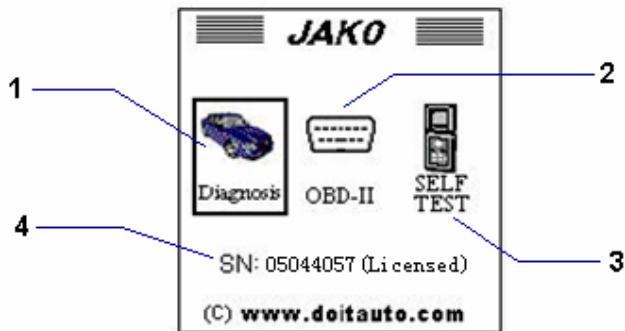 JAKO
1
2
Diagnosis
OBD-II
SELF
TEST
3
4
SN: 05044057 (Licensed)
(C) www.doitauto.com